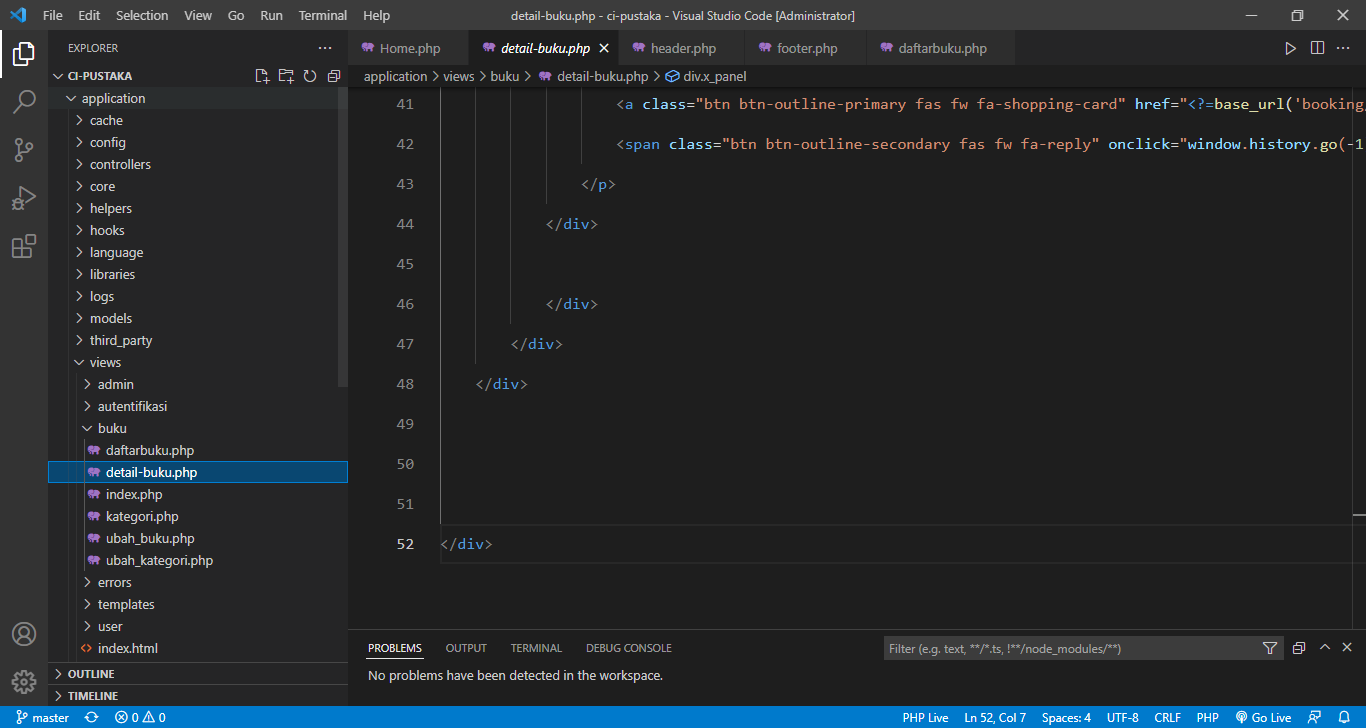 File Edit Selection View Go Run Terminal Help detail-buku.php - ci-pustaka - Visual Studio Code [Administrator]
EXPLORER
CI-PUSTAKA
application
cache
config
controllers
core
helpers
hooks
language
libraries
logs
models
third_party
views
admin
autentifikasi
buku
daftarbuku.php
detail-buku.php
index.php
kategori.php
ubah_buku.php
ubah_kategori.php
errors
templates
user
index.html
OUTLINE
TIMELINE
Home.php detail-buku.php header.php footer.php daftarbuku.php
application > views > buku > detail-buku.php > div.x_panel
41 <a class="btn btn-outline-primary fas fw fa-shopping-card" href="<?=base_url('booking
42 <span class="btn btn-outline-secondary fas fw fa-reply" onclick="window.history.go(-1
43 </p>
44 </div>
45
46 </div>
47 </div>
48 </div>
49
50
51
52 </div>
PROBLEMS OUTPUT TERMINAL DEBUG CONSOLE Filter (e.g. text, **/*.ts, !**/node_modules/**)
No problems have been detected in the workspace.
master 0 0 PHP Live Ln 52, Col 7 Spaces: 4 UTF-8 CRLF PHP Go Live